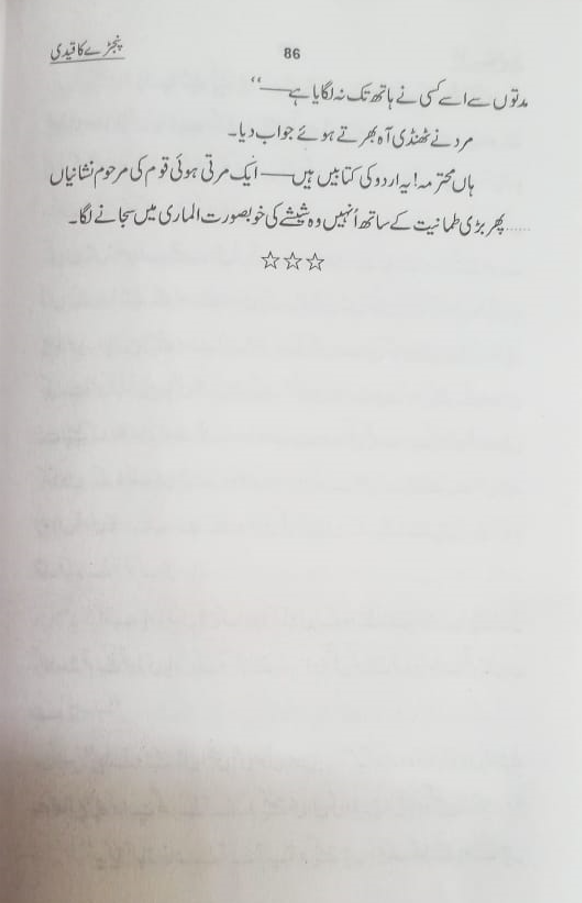 پنجڑے کا قیدی
86
مدتوں سے اسے کسی نے ہاتھ تک نہ لگایا ہے——‘‘
مرد نے ٹھنڈی آہ بھرتے ہوئے جواب دیا۔
ہاں محترمہ! یہ اردو کی کتابیں ہیں——ایک مرتی ہوئی قوم کی مرحوم نشانیاں
......پھر بڑی طمانیت کے ساتھ اُنہیں وہ شیشے کی خوبصورت الماری میں سجانے لگا۔
☆☆☆